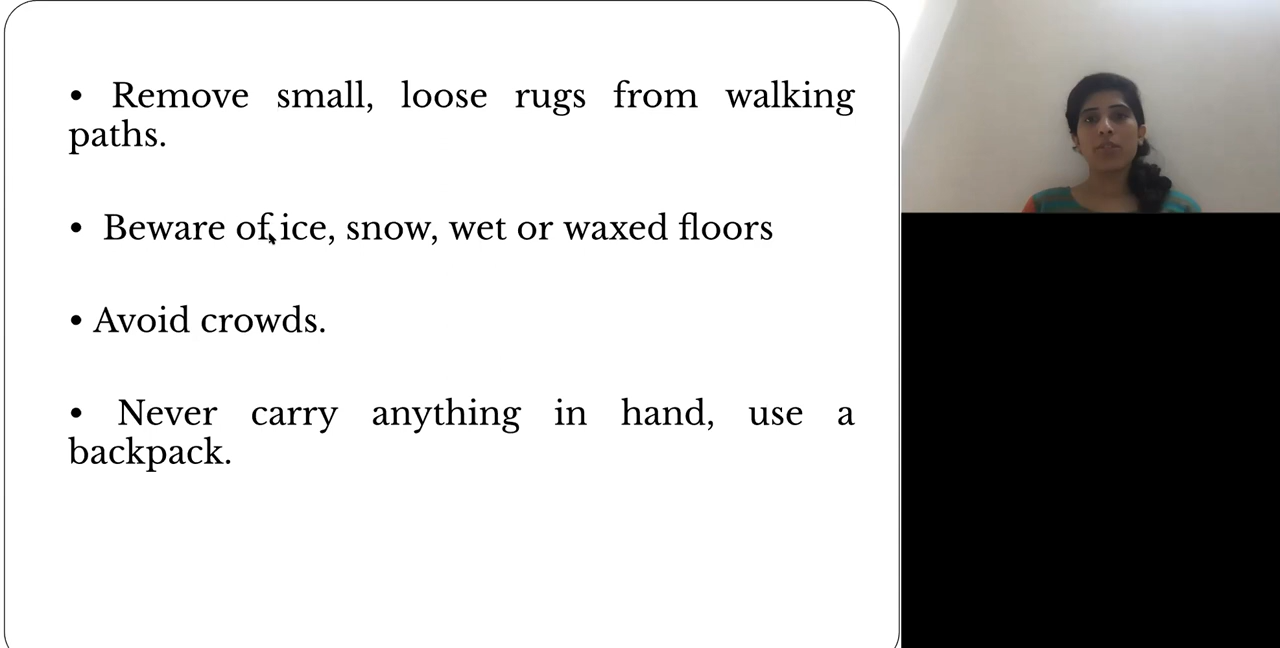 • Remove small, loose rugs from walking
paths.
• Beware of ice, snow, wet or waxed floors
• Avoid crowds.
• Never carry anything in hand, use a
backpack.